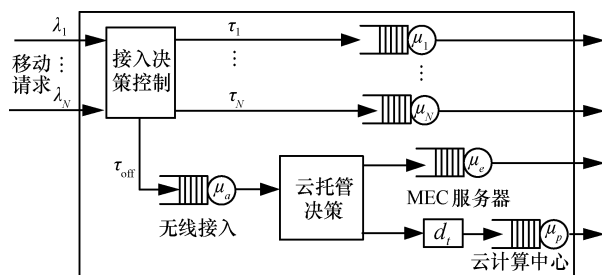 λ1
移动
请求
⋮
λN
接入决
策控制
τ1
⋮
τN
μ1
⋮
μN
τoff
μa
无线接入
云托管
决策
μe
MEC服务器
dt
μp
云计算中心